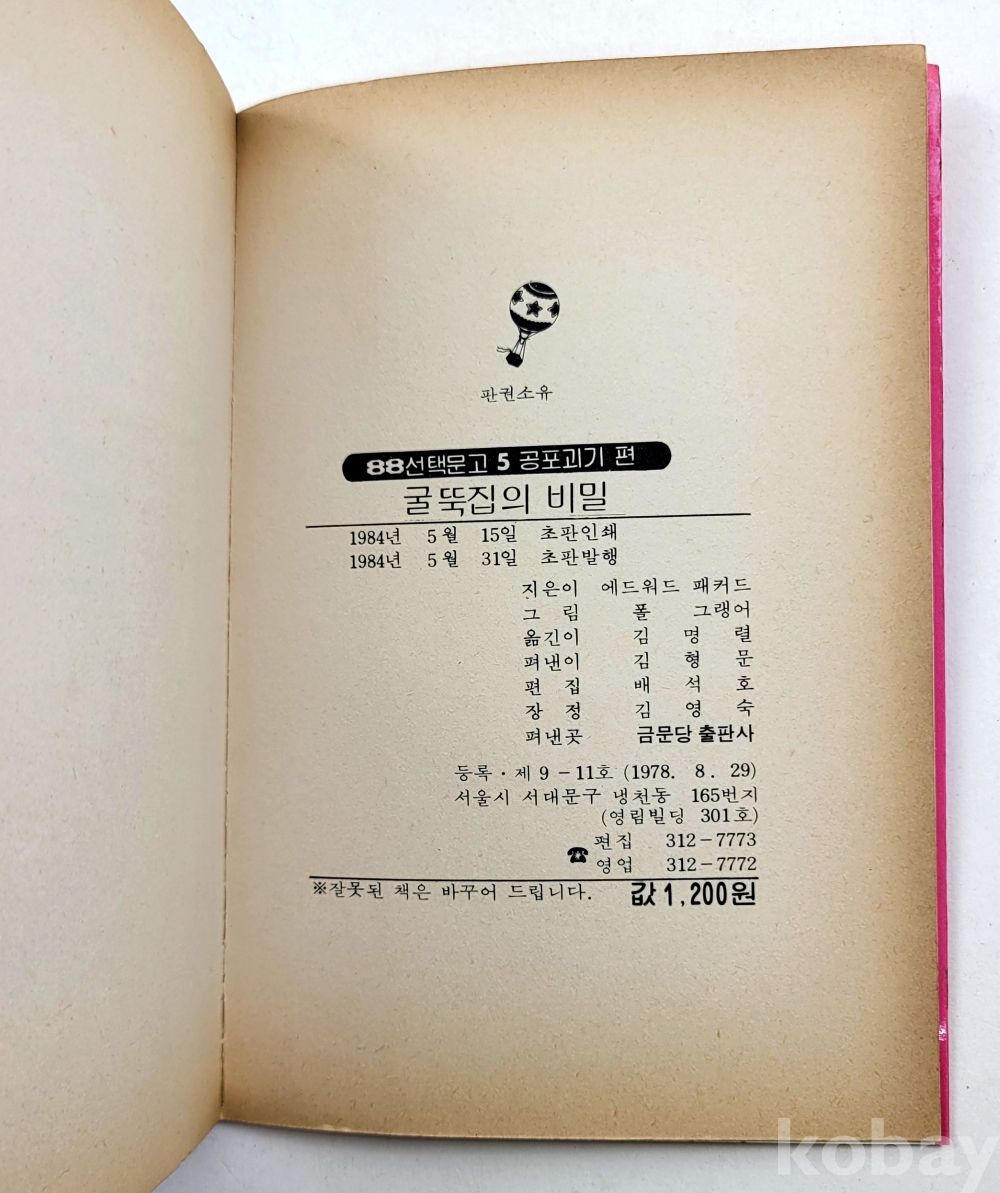 판권소유
88선택문고 5 공포괴기 편
굴뚝집의 비밀
1984년 5월 15일 초판인쇄
1984년 5월 31일 초판발행
지은이 에드워드 패커드
그 림 폴 그랭어
옮긴이 김 명 렬
펴낸이 김 형 문
편 집 배 석 호
장 정 김 영 숙
펴낸곳 금문당 출판사
등록·제 9-11호 (1978. 8. 29)
서울시 서대문구 냉천동 165번지
(영림빌딩 301호)
☎ 편집 312-7773
영업 312-7772
※잘못된 책은 바꾸어 드립니다. 값 1,200원
kobay